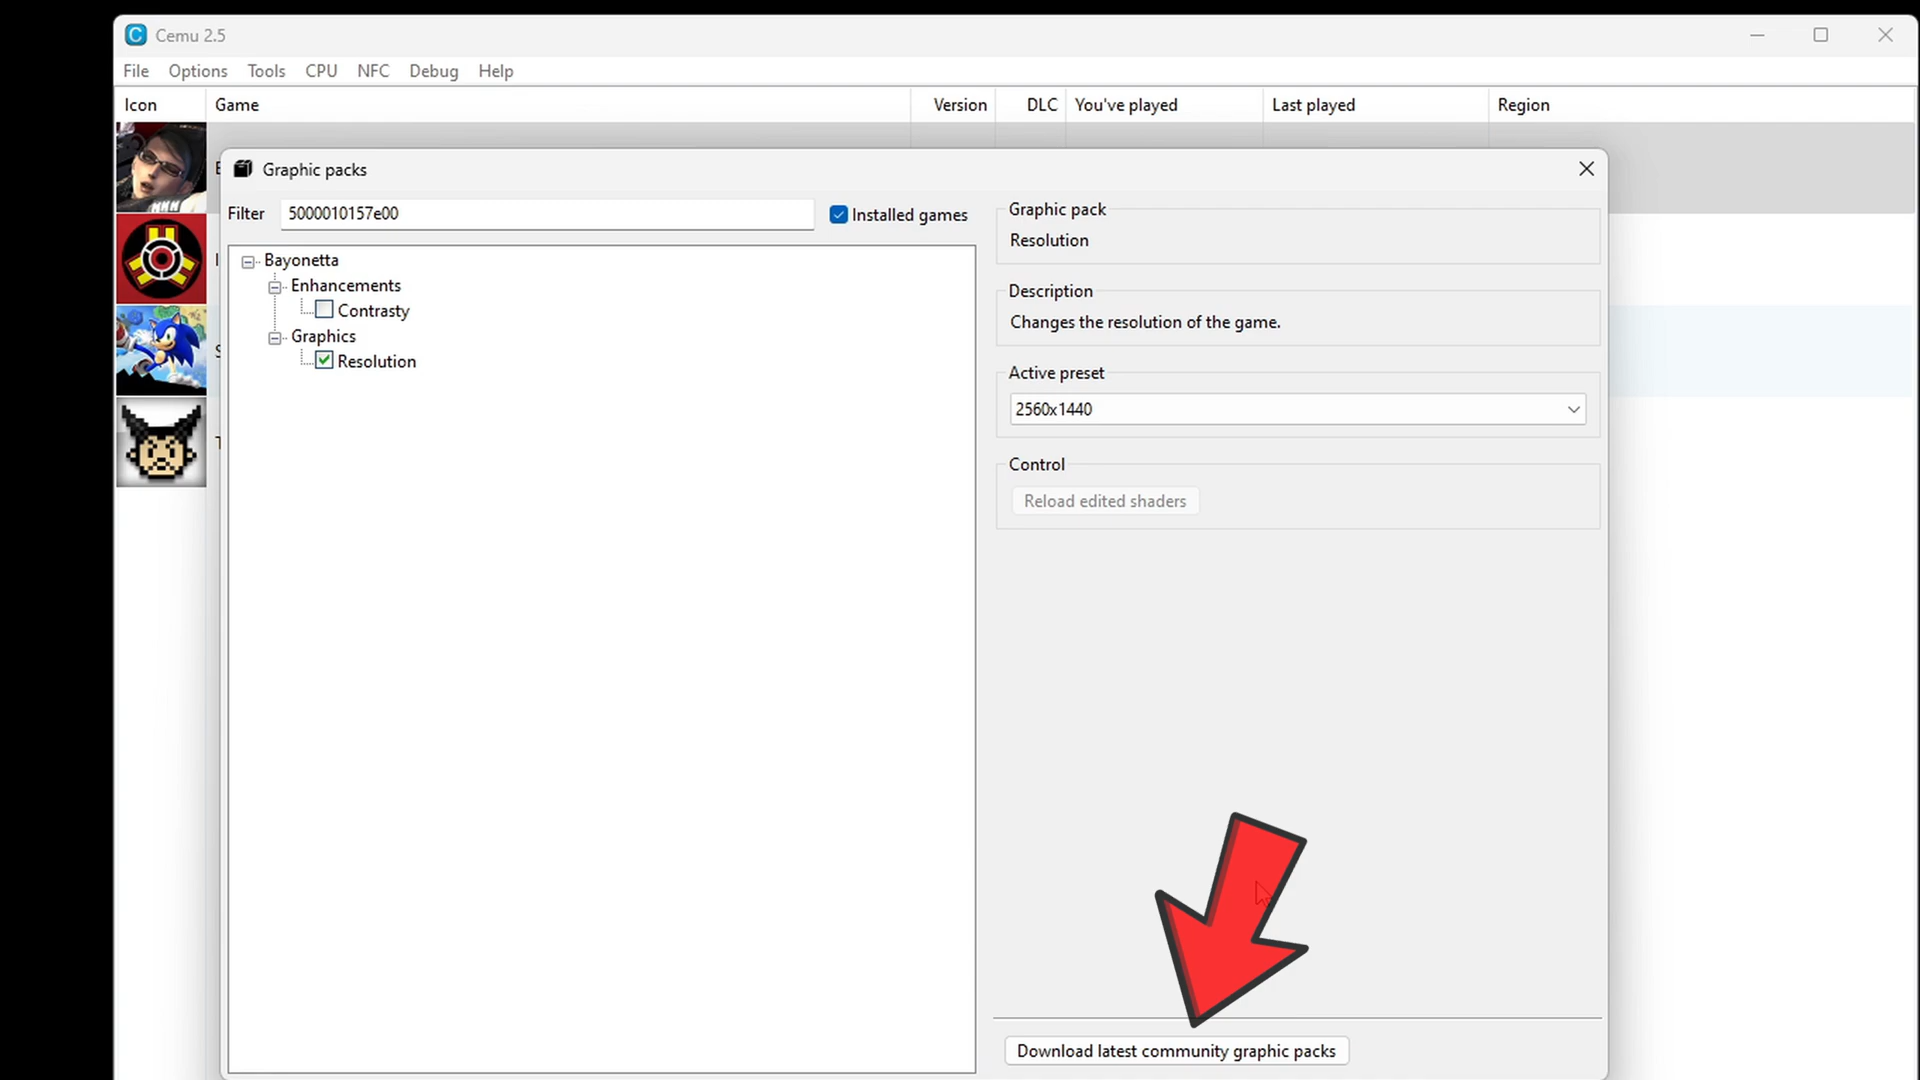 Cemu 2.5
File Options Tools CPU NFC Debug Help
Icon Game Version DLC You've played Last played Region
Graphic packs
Filter 5000010157e00 Installed games
Bayonetta
Enhancements
Contrasty
Graphics
Resolution
Graphic pack
Resolution
Description
Changes the resolution of the game.
Active preset
2560x1440
Control
Reload edited shaders
Download latest community graphic packs